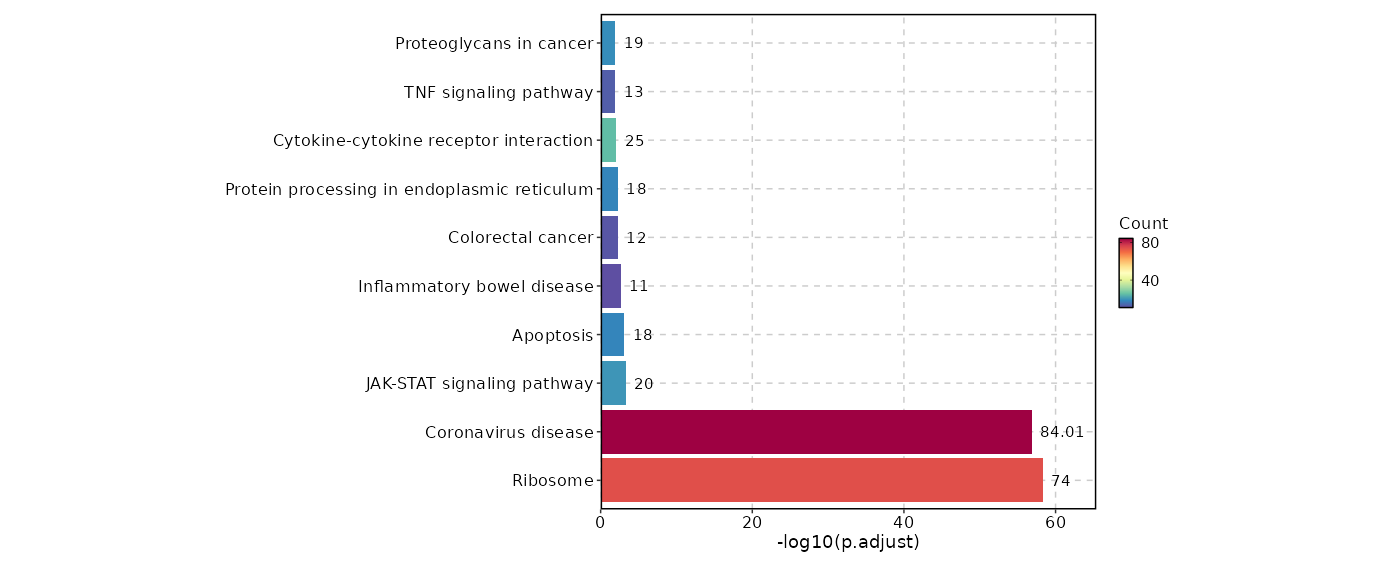 Proteoglycans in cancer 19
TNF signaling pathway 13
Cytokine-cytokine receptor interaction 25
Protein processing in endoplasmic reticulum 18
Colorectal cancer 12
Inflammatory bowel disease 11
Apoptosis 18
JAK-STAT signaling pathway 20
Coronavirus disease 84.01
Ribosome 74
0 20 40 60
-log10(p.adjust)
Count
80
40